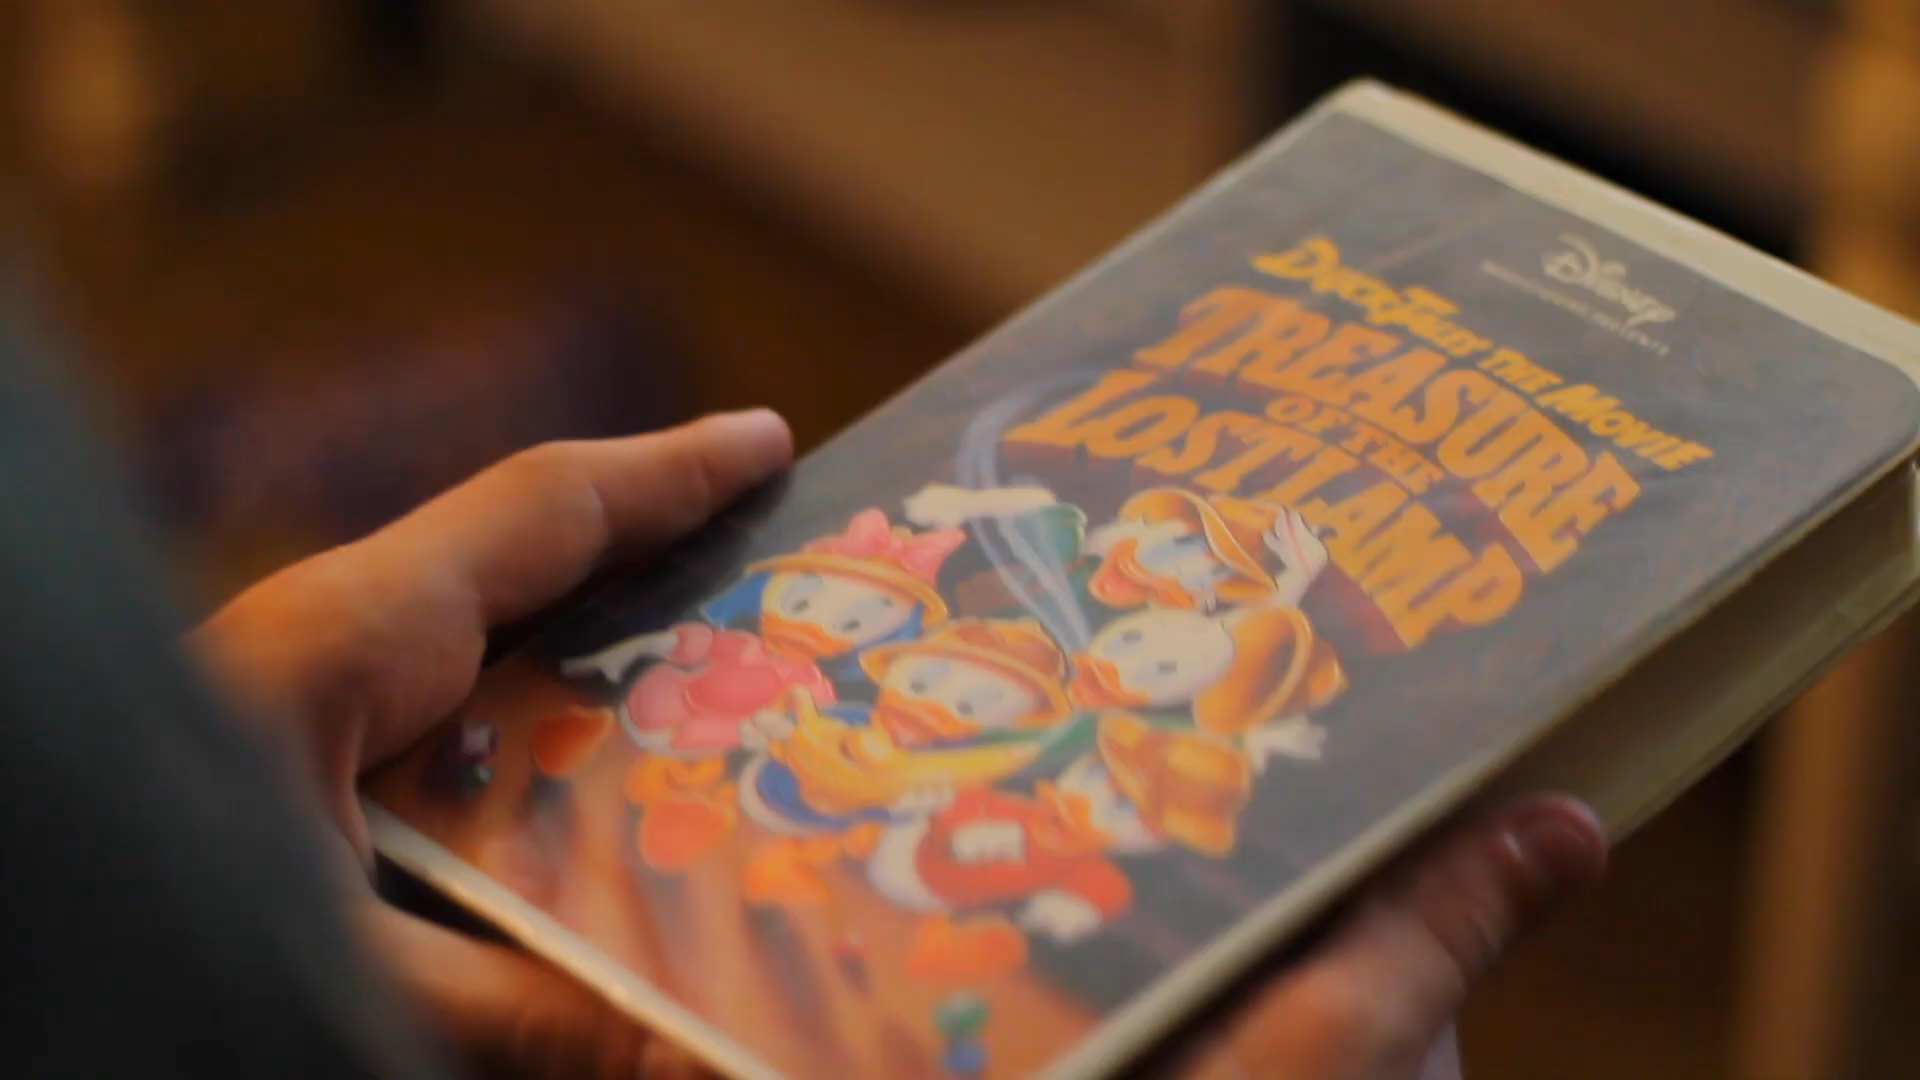 Disney
DuckTales The Movie
TREASURE
OF THE
LOST LAMP